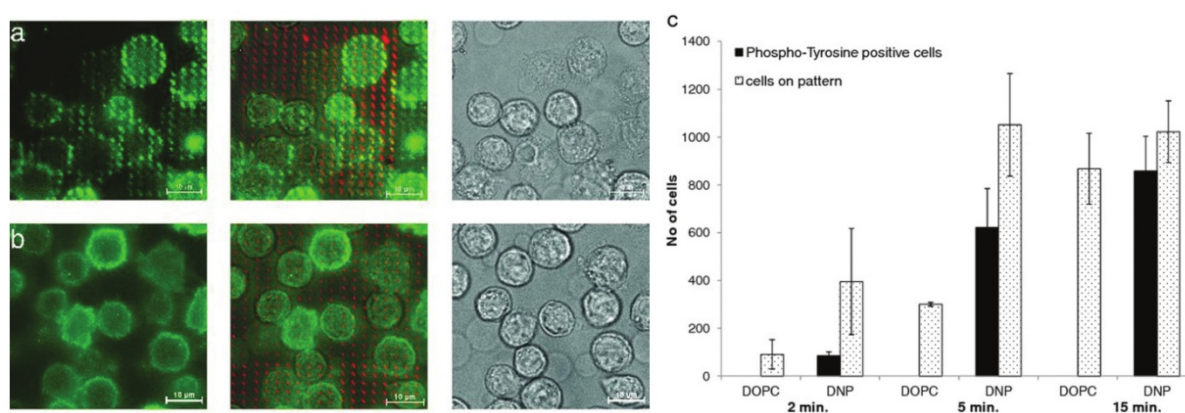 a
b
10 µm
10 µm
10 µm
10 µm
c
1400
1200
1000
800
600
400
200
0
No of cells
Phospho-Tyrosine positive cells
cells on pattern
DOPC DNP DOPC DNP DOPC DNP
2 min. 5 min. 15 min.